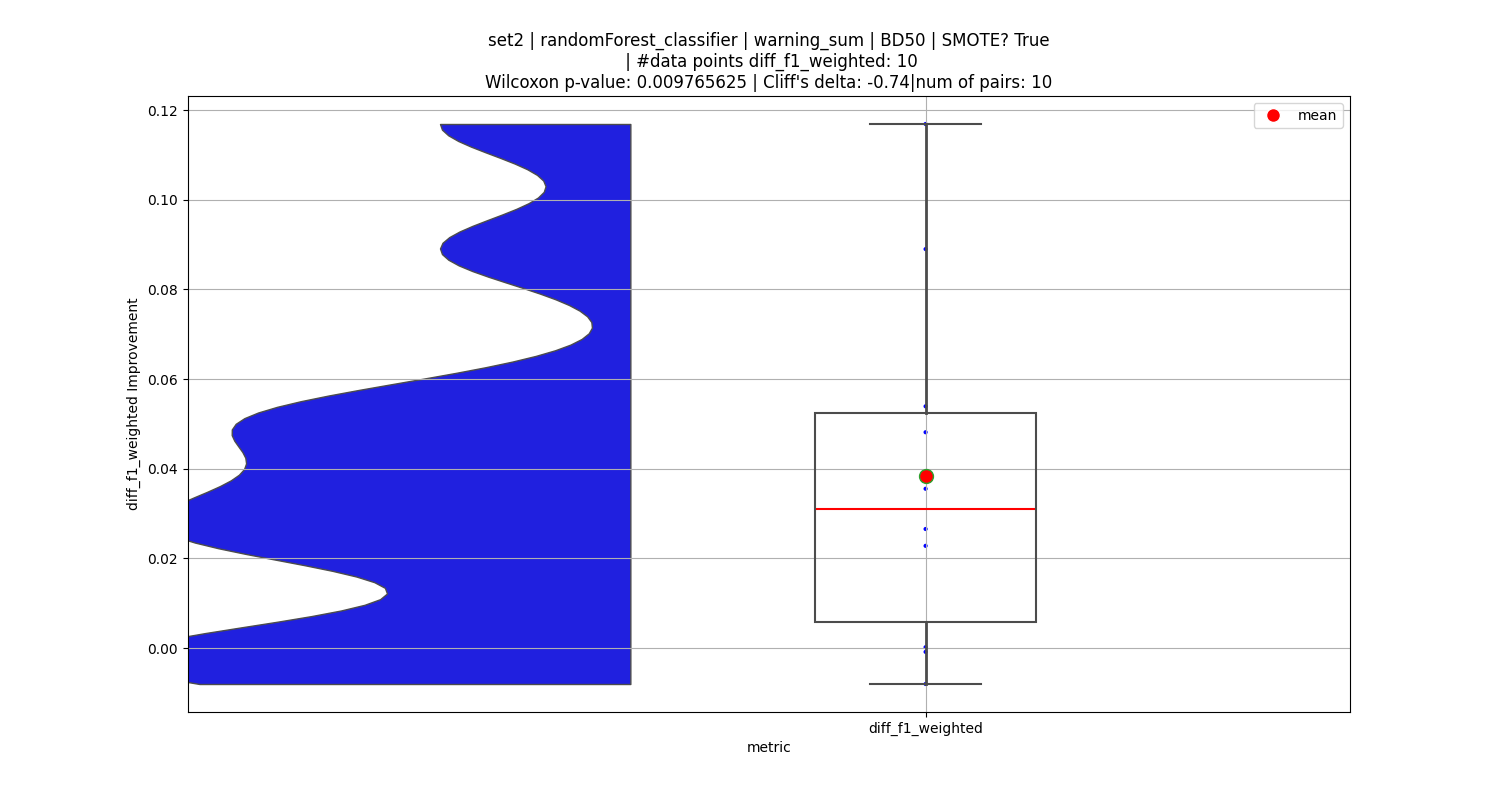 set2 | randomForest_classifier | warning_sum | BD50 | SMOTE? True
| #data points diff_f1_weighted: 10
Wilcoxon p-value: 0.009765625 | Cliff's delta: -0.74|num of pairs: 10
mean
0.12
0.10
0.08
0.06
0.04
0.02
0.00
diff_f1_weighted Improvement
diff_f1_weighted
metric